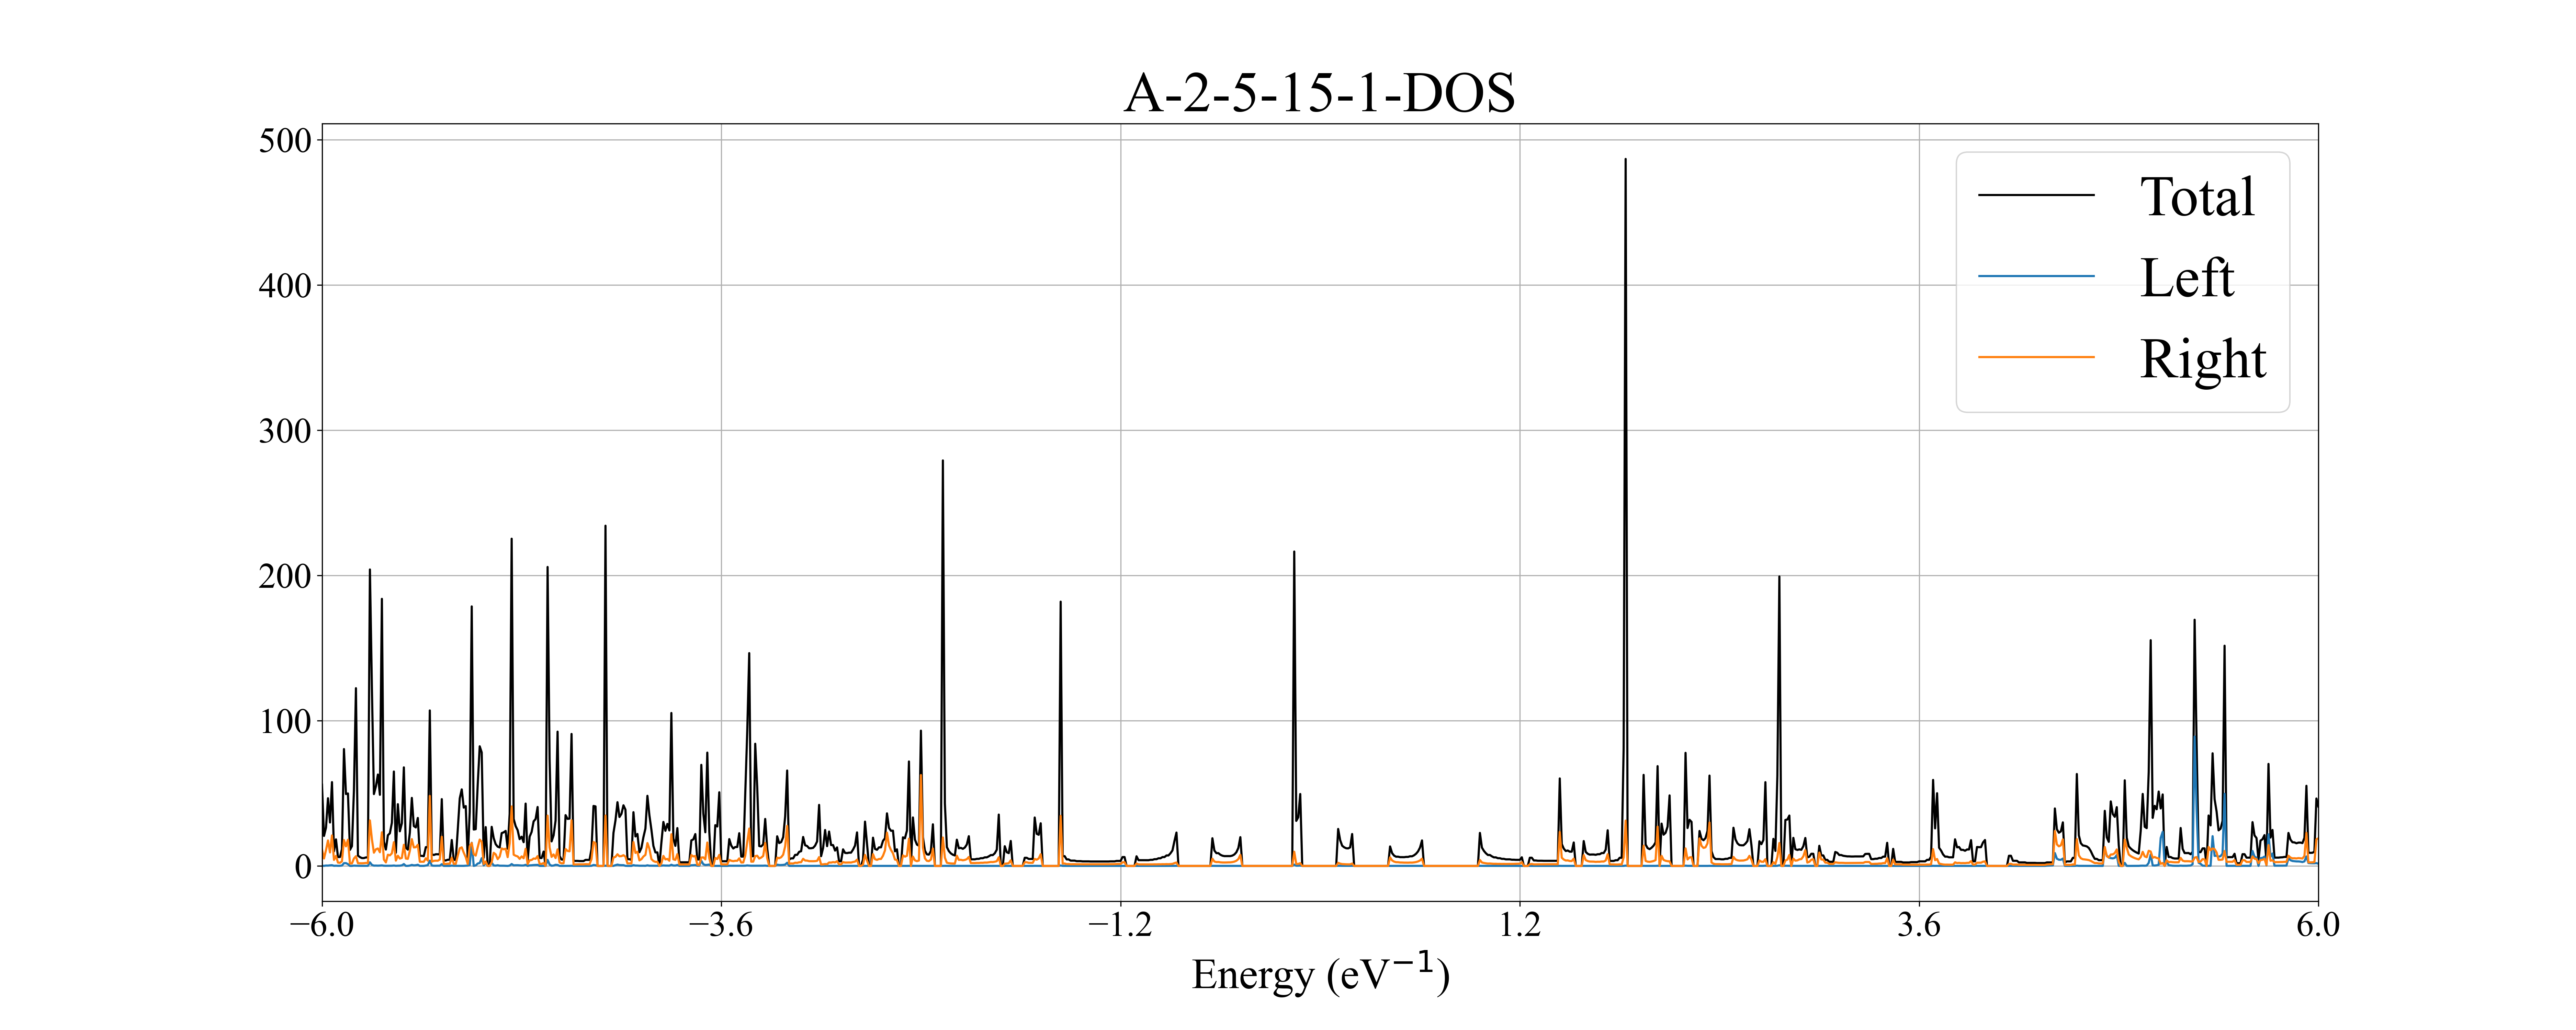 A-2-5-15-1-DOS
500
400
300
200
100
0
Total
Left
Right
−6.0 −3.6 −1.2 1.2 3.6 6.0
Energy (eV⁻¹)